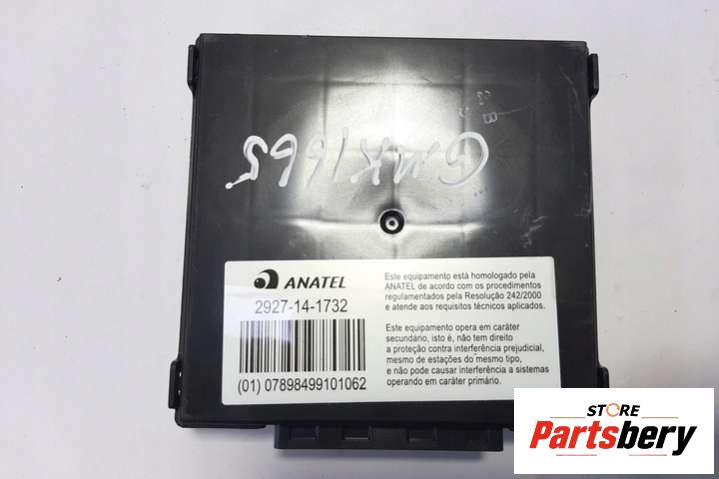 GMK1665
ANATEL
2927-14-1732
(01) 07898499101062
Este equipamento está homologado pela
ANATEL de acordo com os procedimentos
regulamentados pela Resolução 242/2000
e atende aos requisitos técnicos aplicados.
Este equipamento opera em caráter
secundário, isto é, não tem direito
a proteção contra interferência prejudicial,
mesmo de estações do mesmo tipo,
e não pode causar interferência a sistemas
operando em caráter primário.
STORE
Partsbery